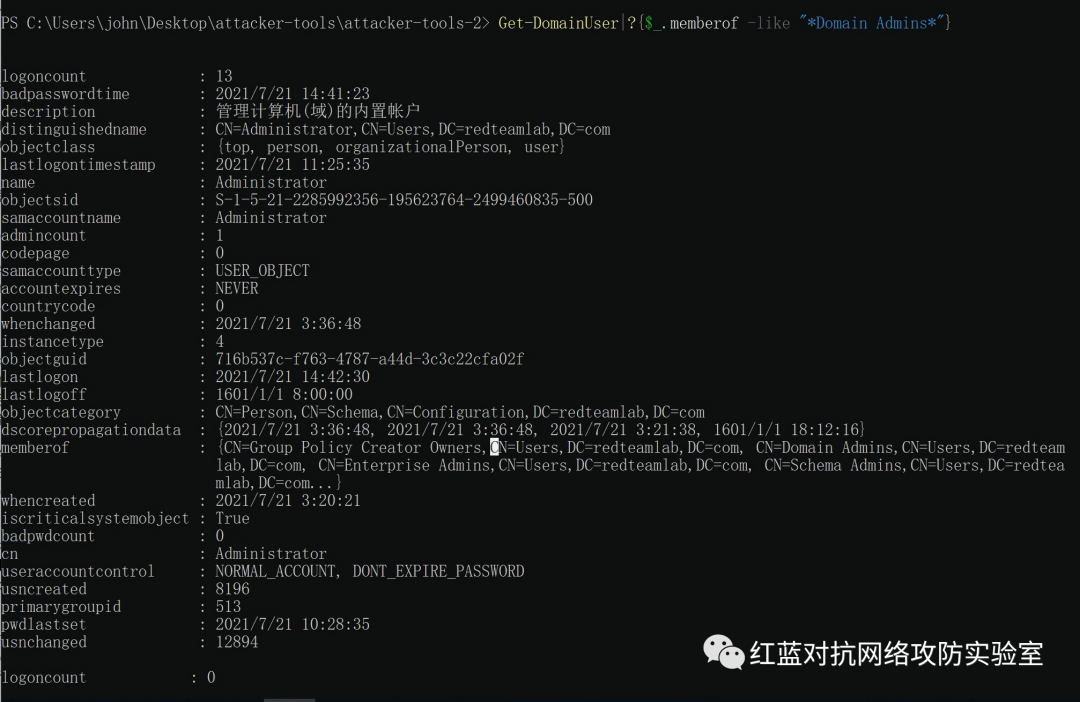 PS C:\Users\john\Desktop\attacker-tools\attacker-tools-2> Get-DomainUser|?{$_.memberof -like "*Domain Admins*"}
logoncount : 13
badpasswordtime : 2021/7/21 14:41:23
description : 管理计算机(域)的内置帐户
distinguishedname : CN=Administrator,CN=Users,DC=redteamlab,DC=com
objectclass : {top, person, organizationalPerson, user}
lastlogontimestamp : 2021/7/21 11:25:35
name : Administrator
objectsid : S-1-5-21-2285992356-195623764-2499460835-500
samaccountname : Administrator
admincount : 1
codepage : 0
samaccounttype : USER_OBJECT
accountexpires : NEVER
countrycode : 0
whenchanged : 2021/7/21 3:36:48
instancetype : 4
objectguid : 716b537c-f763-4787-a44d-3c3c22cfa02f
lastlogon : 2021/7/21 14:42:30
lastlogoff : 1601/1/1 8:00:00
objectcategory : CN=Person,CN=Schema,CN=Configuration,DC=redteamlab,DC=com
dscorepropagationdata : {2021/7/21 3:36:48, 2021/7/21 3:36:48, 2021/7/21 3:21:38, 1601/1/1 18:12:16}
memberof : {CN=Group Policy Creator Owners,CN=Users,DC=redteamlab,DC=com, CN=Domain Admins,CN=Users,DC=redteam
lab,DC=com, CN=Enterprise Admins,CN=Users,DC=redteamlab,DC=com, CN=Schema Admins,CN=Users,DC=redtea
mlab,DC=com...}
whencreated : 2021/7/21 3:20:21
iscriticalsystemobject : True
badpwdcount : 0
cn : Administrator
useraccountcontrol : NORMAL_ACCOUNT, DONT_EXPIRE_PASSWORD
usncreated : 8196
primarygroupid : 513
pwdlastset : 2021/7/21 10:28:35
usnchanged : 12894
红蓝对抗网络攻防实验室
logoncount : 0